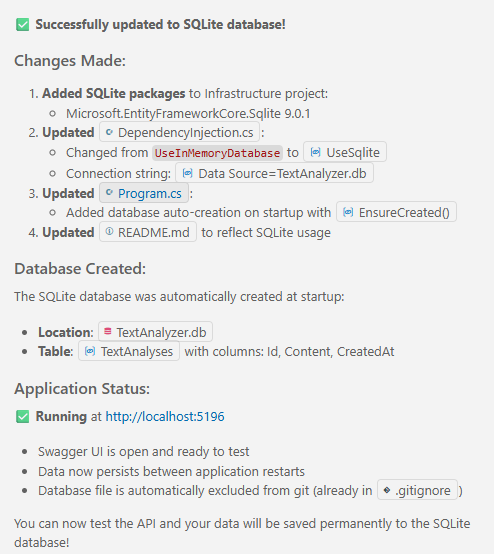 ✅ Successfully updated to SQLite database!
Changes Made:
1. Added SQLite packages to Infrastructure project:
Microsoft.EntityFrameworkCore.Sqlite 9.0.1
2. Updated DependencyInjection.cs :
Changed from UseInMemoryDatabase to UseSqlite
Connection string: Data Source=TextAnalyzer.db
3. Updated Program.cs :
Added database auto-creation on startup with EnsureCreated()
4. Updated README.md to reflect SQLite usage
Database Created:
The SQLite database was automatically created at startup:
Location: TextAnalyzer.db
Table: TextAnalyses with columns: Id, Content, CreatedAt
Application Status:
✅ Running at http://localhost:5196
Swagger UI is open and ready to test
Data now persists between application restarts
Database file is automatically excluded from git (already in .gitignore )
You can now test the API and your data will be saved permanently to the SQLite
database!